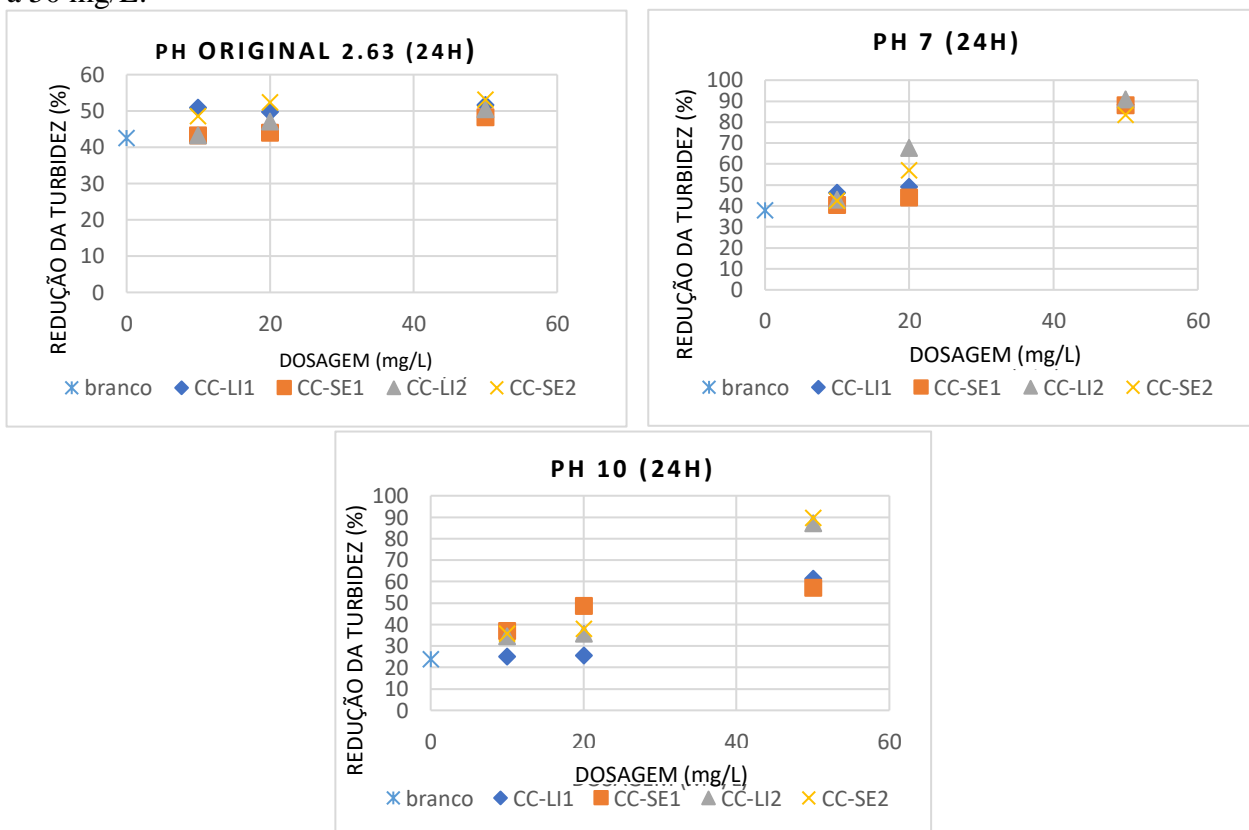 a 50 mg/L.
PH ORIGINAL 2.63 (24H)
REDUÇÃO DA TURBIDEZ (%)
60
50
40
30
20
10
0
0 20 40 60
DOSAGEM (mg/L)
branco CC-LI1 CC-SE1 CC-LI2 CC-SE2
PH 7 (24H)
REDUÇÃO DA TURBIDEZ (%)
100
90
80
70
60
50
40
30
20
10
0
0 20 40 60
DOSAGEM (mg/L)
branco CC-LI1 CC-SE1 CC-LI2 CC-SE2
PH 10 (24H)
REDUÇÃO DA TURBIDEZ (%)
100
90
80
70
60
50
40
30
20
10
0
0 20 40 60
DOSAGEM (mg/L)
branco CC-LI1 CC-SE1 CC-LI2 CC-SE2